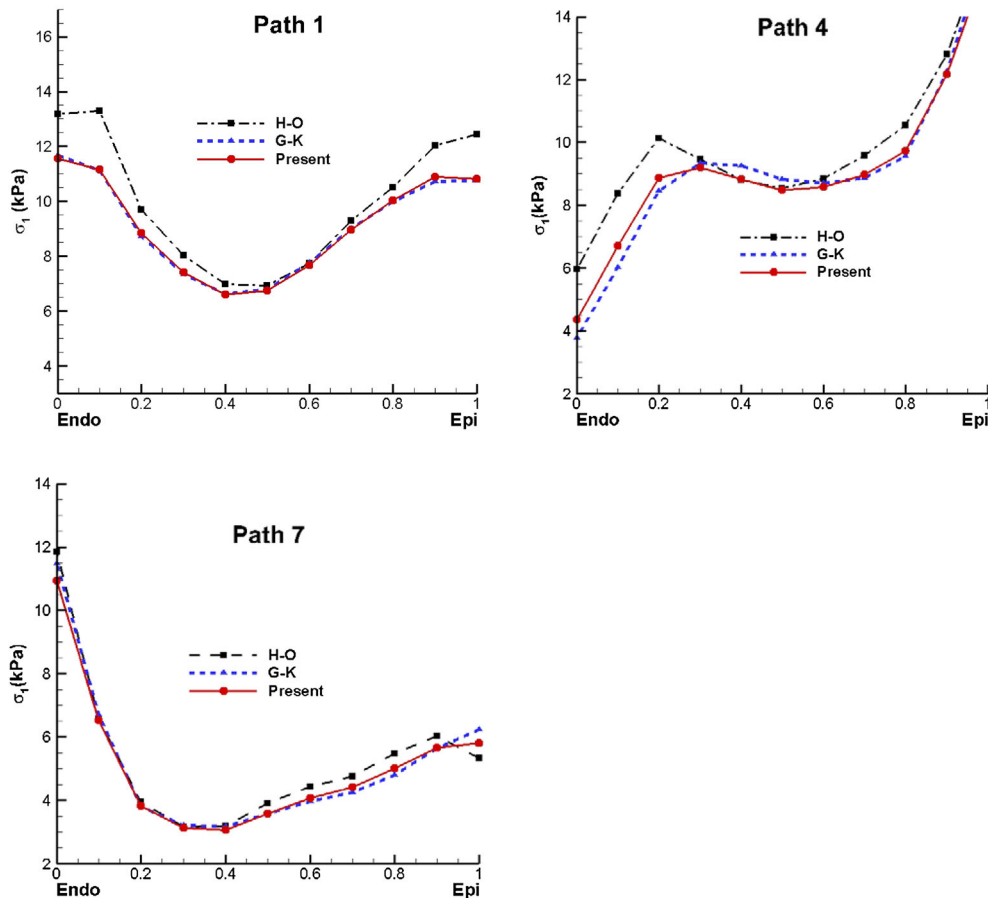 Path 1
16
14
12
10
8
6
4
σ₁ (kPa)
H-O
G-K
Present
0
0.2
0.4
0.6
0.8
1
Endo
Epi
Path 4
14
12
10
8
6
4
2
σ₁(kPa)
H-O
G-K
Present
0
0.2
0.4
0.6
0.8
1
Endo
Epi
Path 7
14
12
10
8
6
4
2
σ₁(kPa)
H-O
G-K
Present
0
0.2
0.4
0.6
0.8
1
Endo
Epi